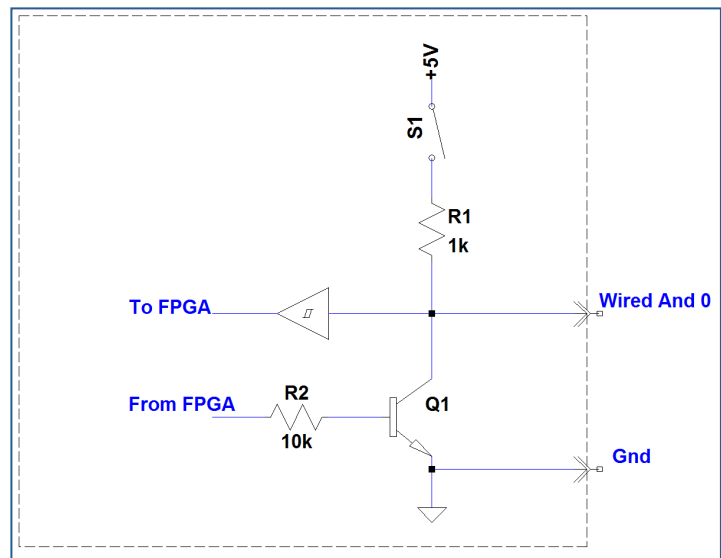 +5V
S1
R1
1k
To FPGA
Wired And 0
R2
From FPGA
Q1
10k
Gnd